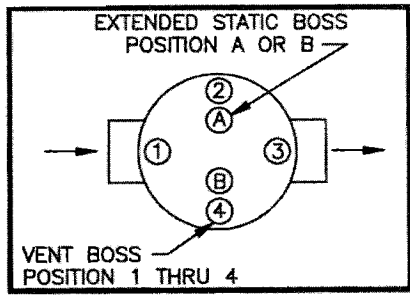 EXTENDED STATIC BOSS
POSITION A OR B
2
A
1
3
B
4
VENT BOSS
POSITION 1 THRU 4